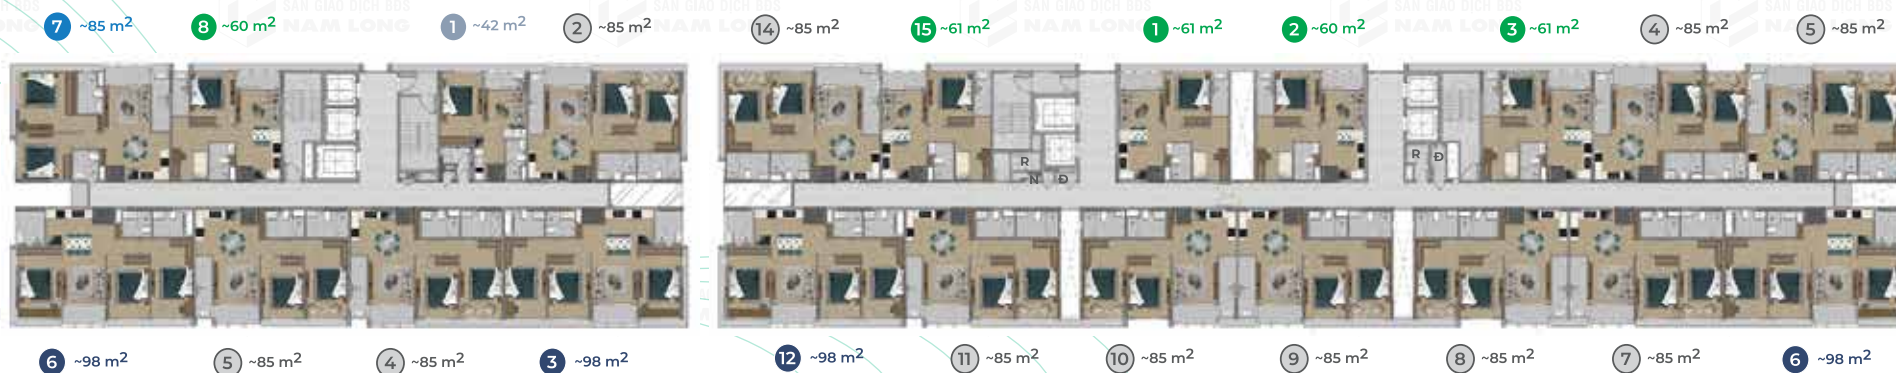 SÀN GIAO DỊCH BĐS
NAM LONG
7 ~85 m²
8 ~60 m²
1 ~42 m²
2 ~85 m²
14 ~85 m²
15 ~61 m²
1 ~61 m²
2 ~60 m²
3 ~61 m²
4 ~85 m²
5 ~85 m²
R
N
Đ
R
Đ
6 ~98 m²
5 ~85 m²
4 ~85 m²
3 ~98 m²
12 ~98 m²
11 ~85 m²
10 ~85 m²
9 ~85 m²
8 ~85 m²
7 ~85 m²
6 ~98 m²